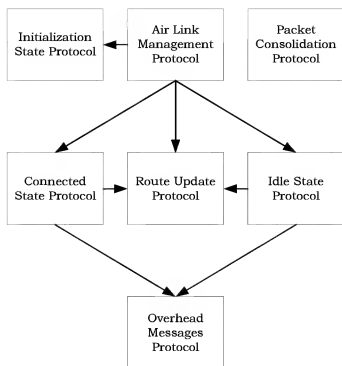 Initialization
State Protocol
Air Link
Management
Protocol
Packet
Consolidation
Protocol
Connected
State Protocol
Route Update
Protocol
Idle State
Protocol
Overhead
Messages
Protocol